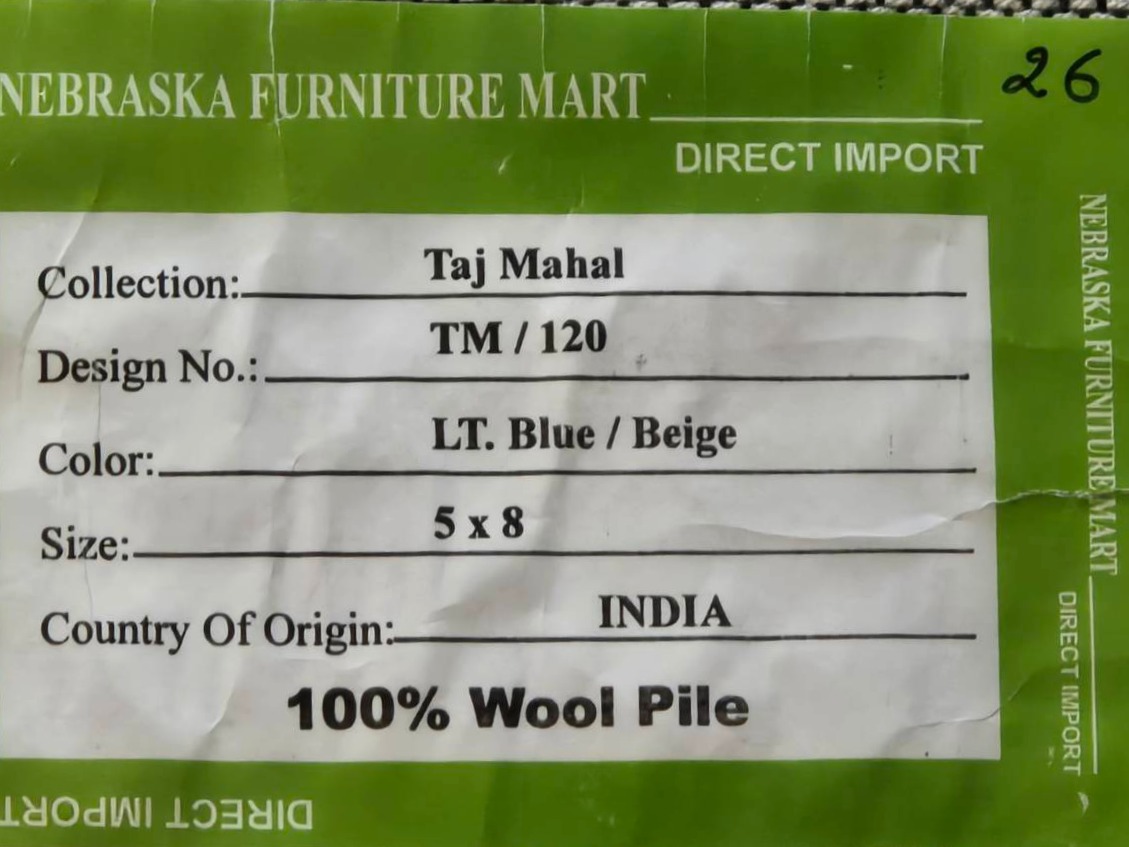 NEBRASKA FURNITURE MART
26
DIRECT IMPORT
Collection: Taj Mahal
Design No.: TM / 120
Color: LT. Blue / Beige
Size: 5 x 8
Country Of Origin: INDIA
100% Wool Pile
NEBRASKA FURNITURE MART
DIRECT IMPORT
DIRECT IMPORT